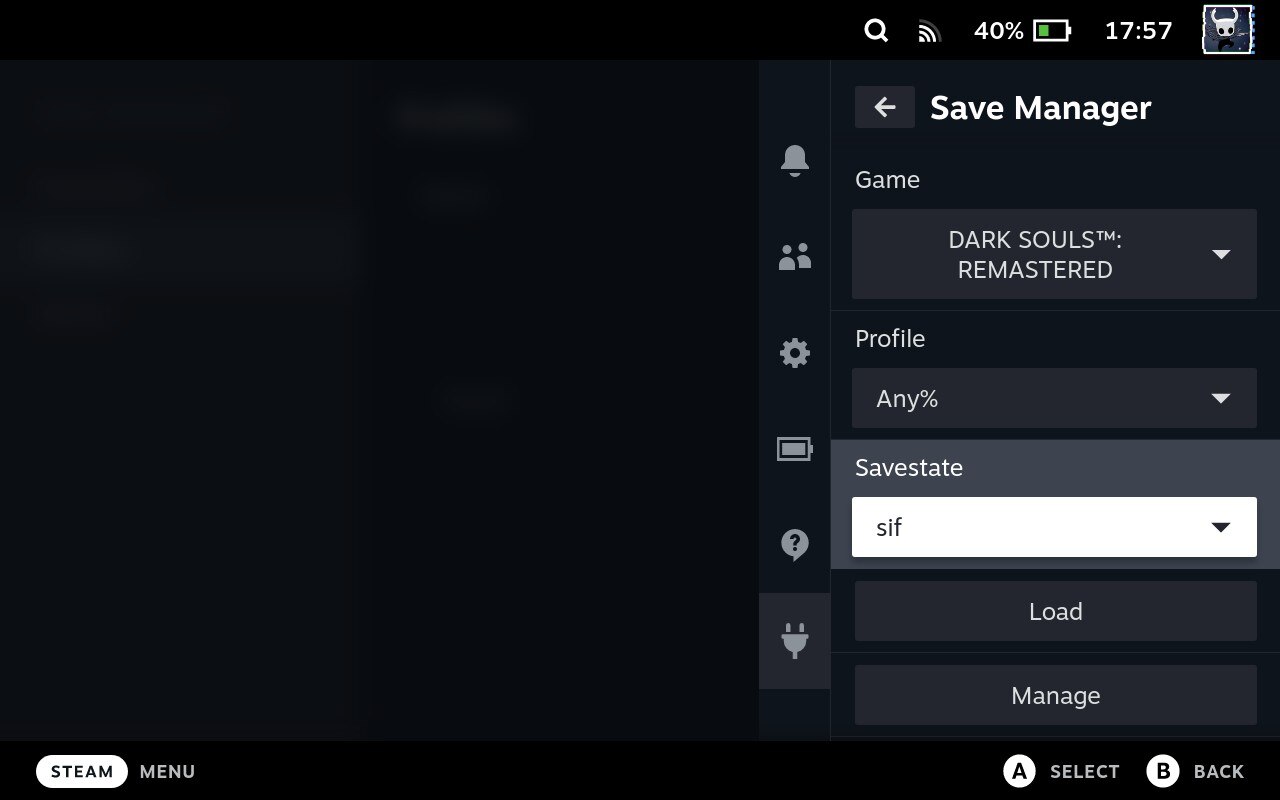 40% 17:57
Save Manager
Game
DARK SOULS™:
REMASTERED
Profile
Any%
Savestate
sif
Load
Manage
STEAM MENU A SELECT B BACK